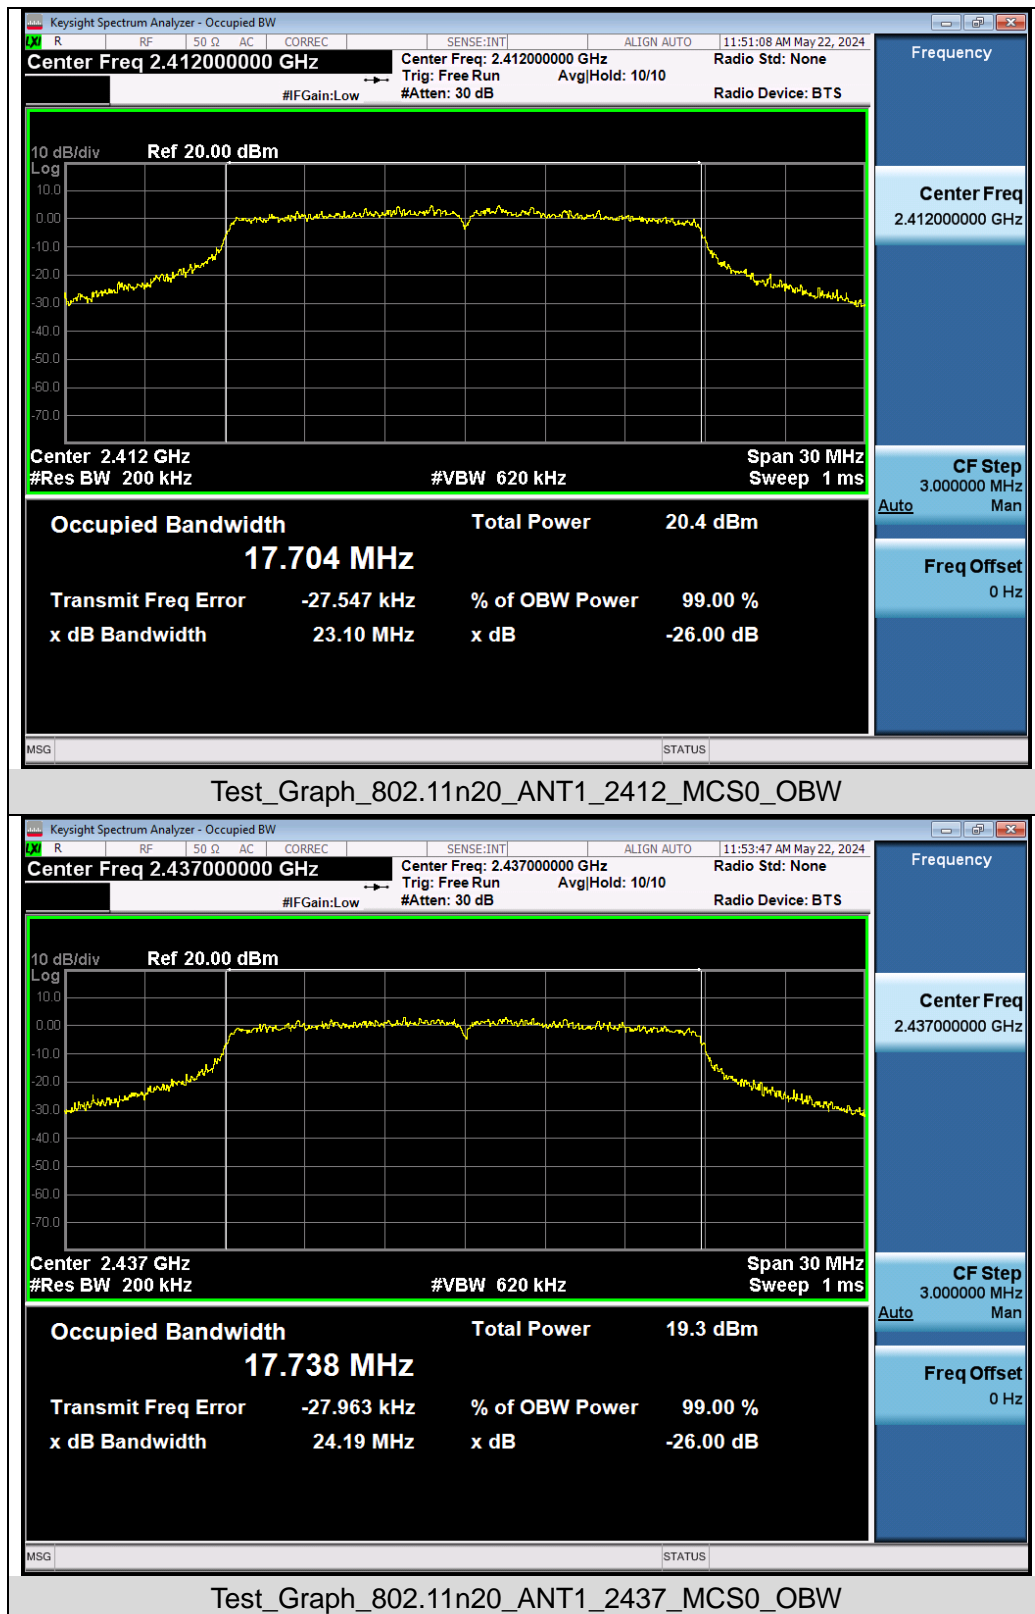 Keysight Spectrum Analyzer - Occupied BW
LXI R RF 50 Ω AC CORREC SENSE:INT ALIGN AUTO 11:51:08 AM May 22, 2024
Center Freq 2.412000000 GHz
Center Freq: 2.412000000 GHz
Radio Std: None
Trig: Free Run Avg|Hold: 10/10
#IFGain:Low
#Atten: 30 dB
Radio Device: BTS
Frequency
10 dB/div Ref 20.00 dBm
Log
10.0
0.00
-10.0
-20.0
-30.0
-40.0
-50.0
-60.0
-70.0
Center Freq
2.412000000 GHz
Center 2.412 GHz Span 30 MHz
#Res BW 200 kHz #VBW 620 kHz Sweep 1 ms
CF Step
3.000000 MHz
Auto Man
Occupied Bandwidth Total Power 20.4 dBm
17.704 MHz
Freq Offset
0 Hz
Transmit Freq Error -27.547 kHz % of OBW Power 99.00 %
x dB Bandwidth 23.10 MHz x dB -26.00 dB
MSG STATUS
Test_Graph_802.11n20_ANT1_2412_MCS0_OBW
Keysight Spectrum Analyzer - Occupied BW
LXI R RF 50 Ω AC CORREC SENSE:INT ALIGN AUTO 11:53:47 AM May 22, 2024
Center Freq 2.437000000 GHz
Center Freq: 2.437000000 GHz
Radio Std: None
Trig: Free Run Avg|Hold: 10/10
#IFGain:Low
#Atten: 30 dB
Radio Device: BTS
Frequency
10 dB/div Ref 20.00 dBm
Log
10.0
0.00
-10.0
-20.0
-30.0
-40.0
-50.0
-60.0
-70.0
Center Freq
2.437000000 GHz
Center 2.437 GHz Span 30 MHz
#Res BW 200 kHz #VBW 620 kHz Sweep 1 ms
CF Step
3.000000 MHz
Auto Man
Occupied Bandwidth Total Power 19.3 dBm
17.738 MHz
Freq Offset
0 Hz
Transmit Freq Error -27.963 kHz % of OBW Power 99.00 %
x dB Bandwidth 24.19 MHz x dB -26.00 dB
MSG STATUS
Test_Graph_802.11n20_ANT1_2437_MCS0_OBW